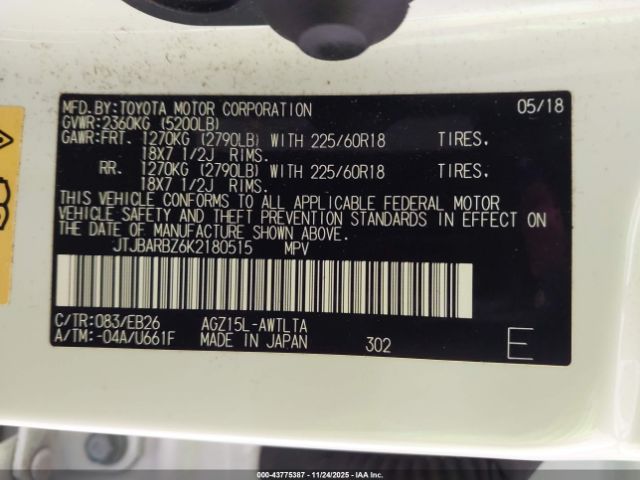 MFD.BY:TOYOTA MOTOR CORPORATION 05/18
GVWR:2360KG (5200LB)
GAWR:FRT. 1270KG (2790LB) WITH 225/60R18 TIRES.
18X7 1/2J RIMS.
RR. 1270KG (2790LB) WITH 225/60R18 TIRES.
18X7 1/2J RIMS.
THIS VEHICLE CONFORMS TO ALL APPLICABLE FEDERAL MOTOR
VEHICLE SAFETY AND THEFT PREVENTION STANDARDS IN EFFECT ON
THE DATE OF MANUFACTURE SHOWN ABOVE.
JTJBARBZ6K2180515 MPV
C/TR:083/EB26 AGZ15L-AWTLTA
A/TM:-04A/U661F MADE IN JAPAN 302 E
000-43775387 - 11/24/2025 - IAA Inc.